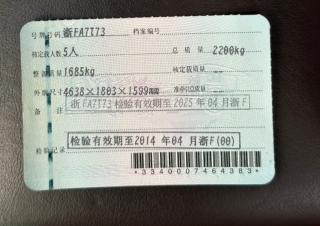 号牌号码 浙FA7T73 档案编号
核定载人数 5人 总质量 2200kg
整备质量 1685kg 核定载质量
外廓尺寸 4638×1803×1599mm 准牵引总质量
备注 浙FA7T73 检验有效期至2025年04月浙F
检验有效期至2014年04月浙F(00)
检验记录
*3340007464383*